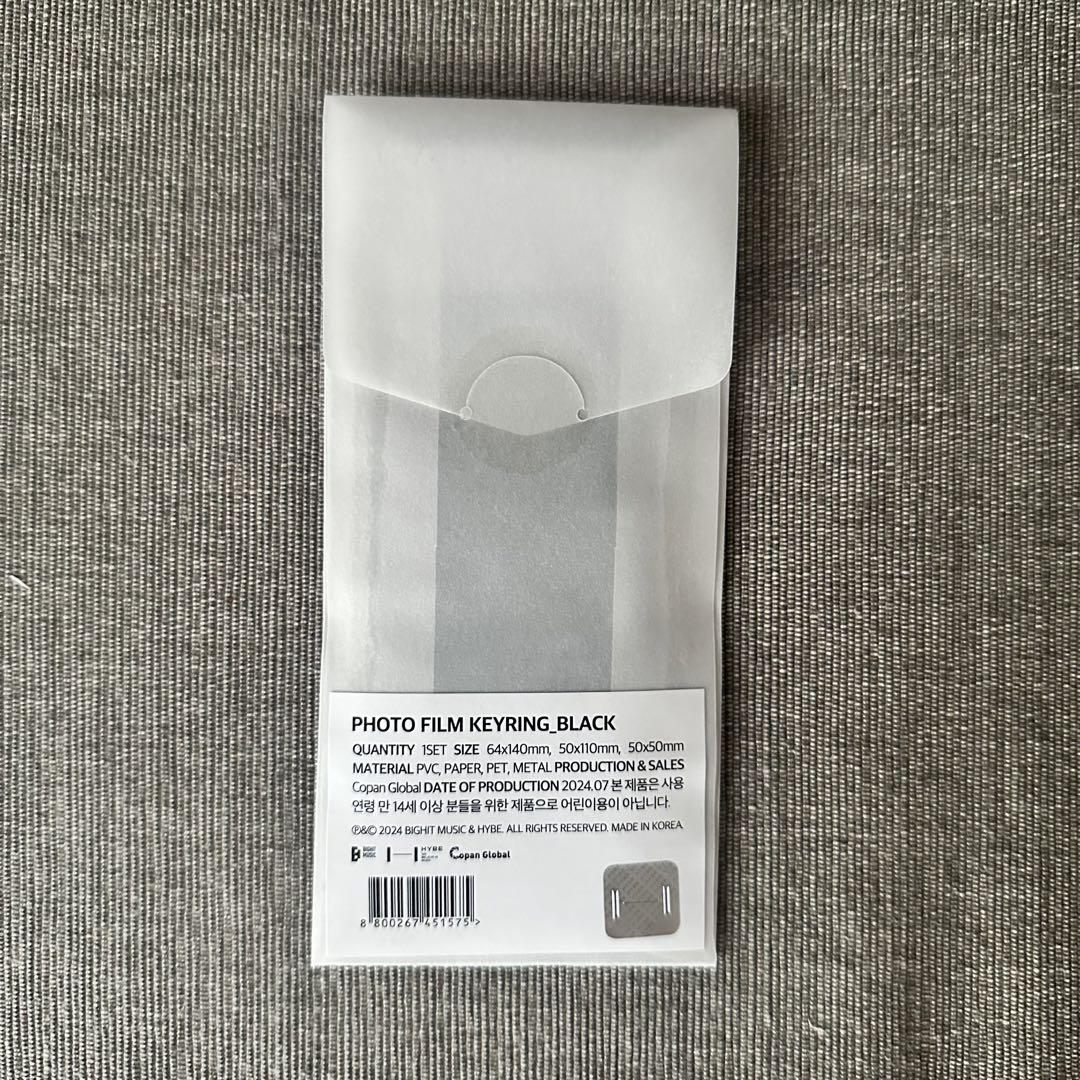 PHOTO FILM KEYRING_BLACK
QUANTITY 1SET SIZE 64x140mm, 50x110mm, 50x50mm
MATERIAL PVC, PAPER, PET, METAL PRODUCTION & SALES
Copan Global DATE OF PRODUCTION 2024.07 본 제품은 사용
연령 만 14세 이상 분들을 위한 제품으로 어린이용이 아닙니다.
℗&© 2024 BIGHIT MUSIC & HYBE. ALL RIGHTS RESERVED. MADE IN KOREA.
BIGHIT MUSIC HYBE Copan Global
8 800267 451575 >